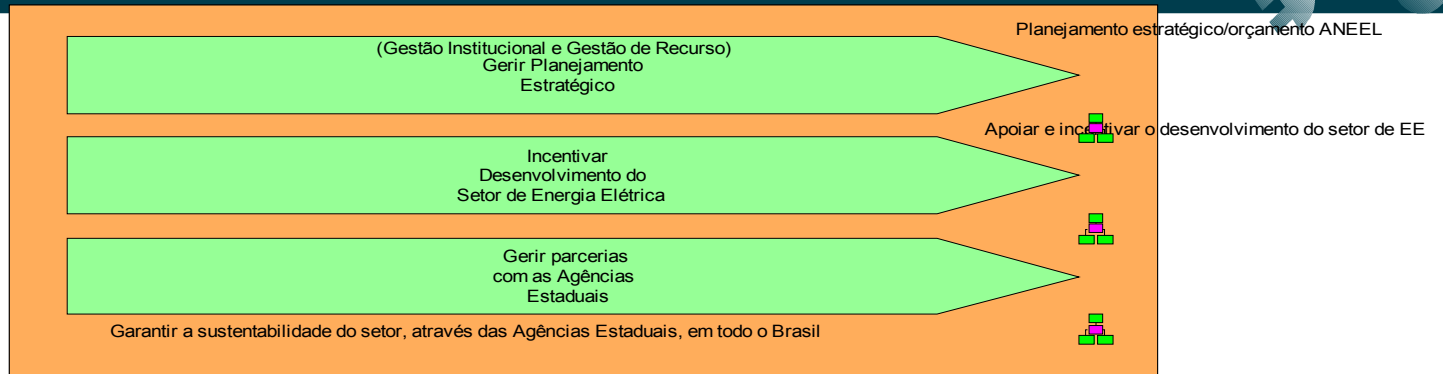 Planejamento estratégico/orçamento ANEEL
(Gestão Institucional e Gestão de Recurso)
Gerir Planejamento
Estratégico
Apoiar e incentivar o desenvolvimento do setor de EE
Incentivar
Desenvolvimento do
Setor de Energia Elétrica
Gerir parcerias
com as Agências
Estaduais
Garantir a sustentabilidade do setor, através das Agências Estaduais, em todo o Brasil